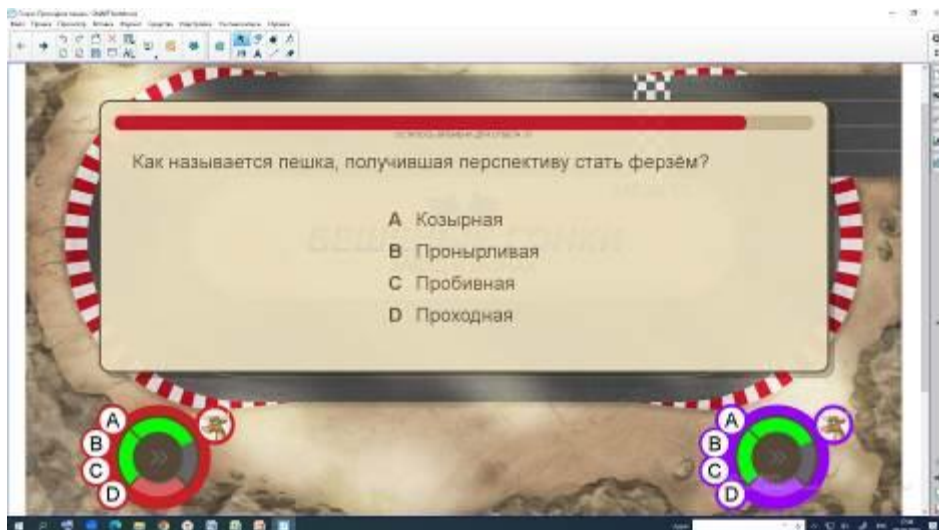 Как называется пешка, получившая перспективу стать ферзём?
A Козырная
B Пронырливая
C Пробивная
D Проходная
A
B
C
D
A
B
C
D